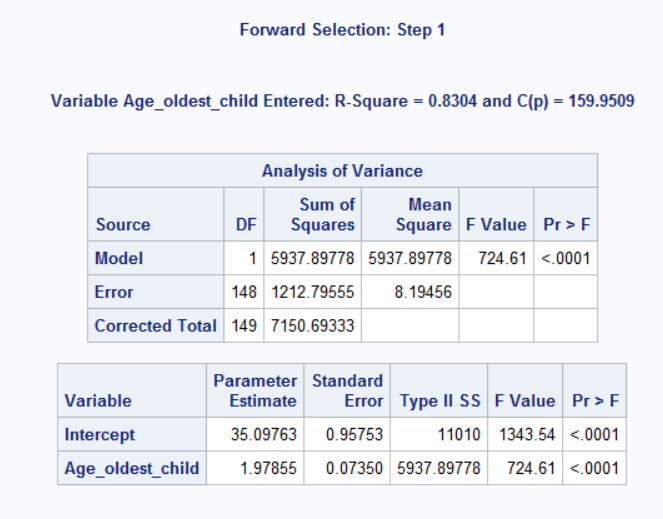 Forward Selection: Step 1
Variable Age_oldest_child Entered: R-Square = 0.8304 and C(p) = 159.9509
Analysis of Variance
Source DF Sum of Squares Mean Square F Value Pr > F
Model 1 5937.89778 5937.89778 724.61 <.0001
Error 148 1212.79555 8.19456
Corrected Total 149 7150.69333
Variable Parameter Estimate Standard Error Type II SS F Value Pr > F
Intercept 35.09763 0.95753 11010 1343.54 <.0001
Age_oldest_child 1.97855 0.07350 5937.89778 724.61 <.0001